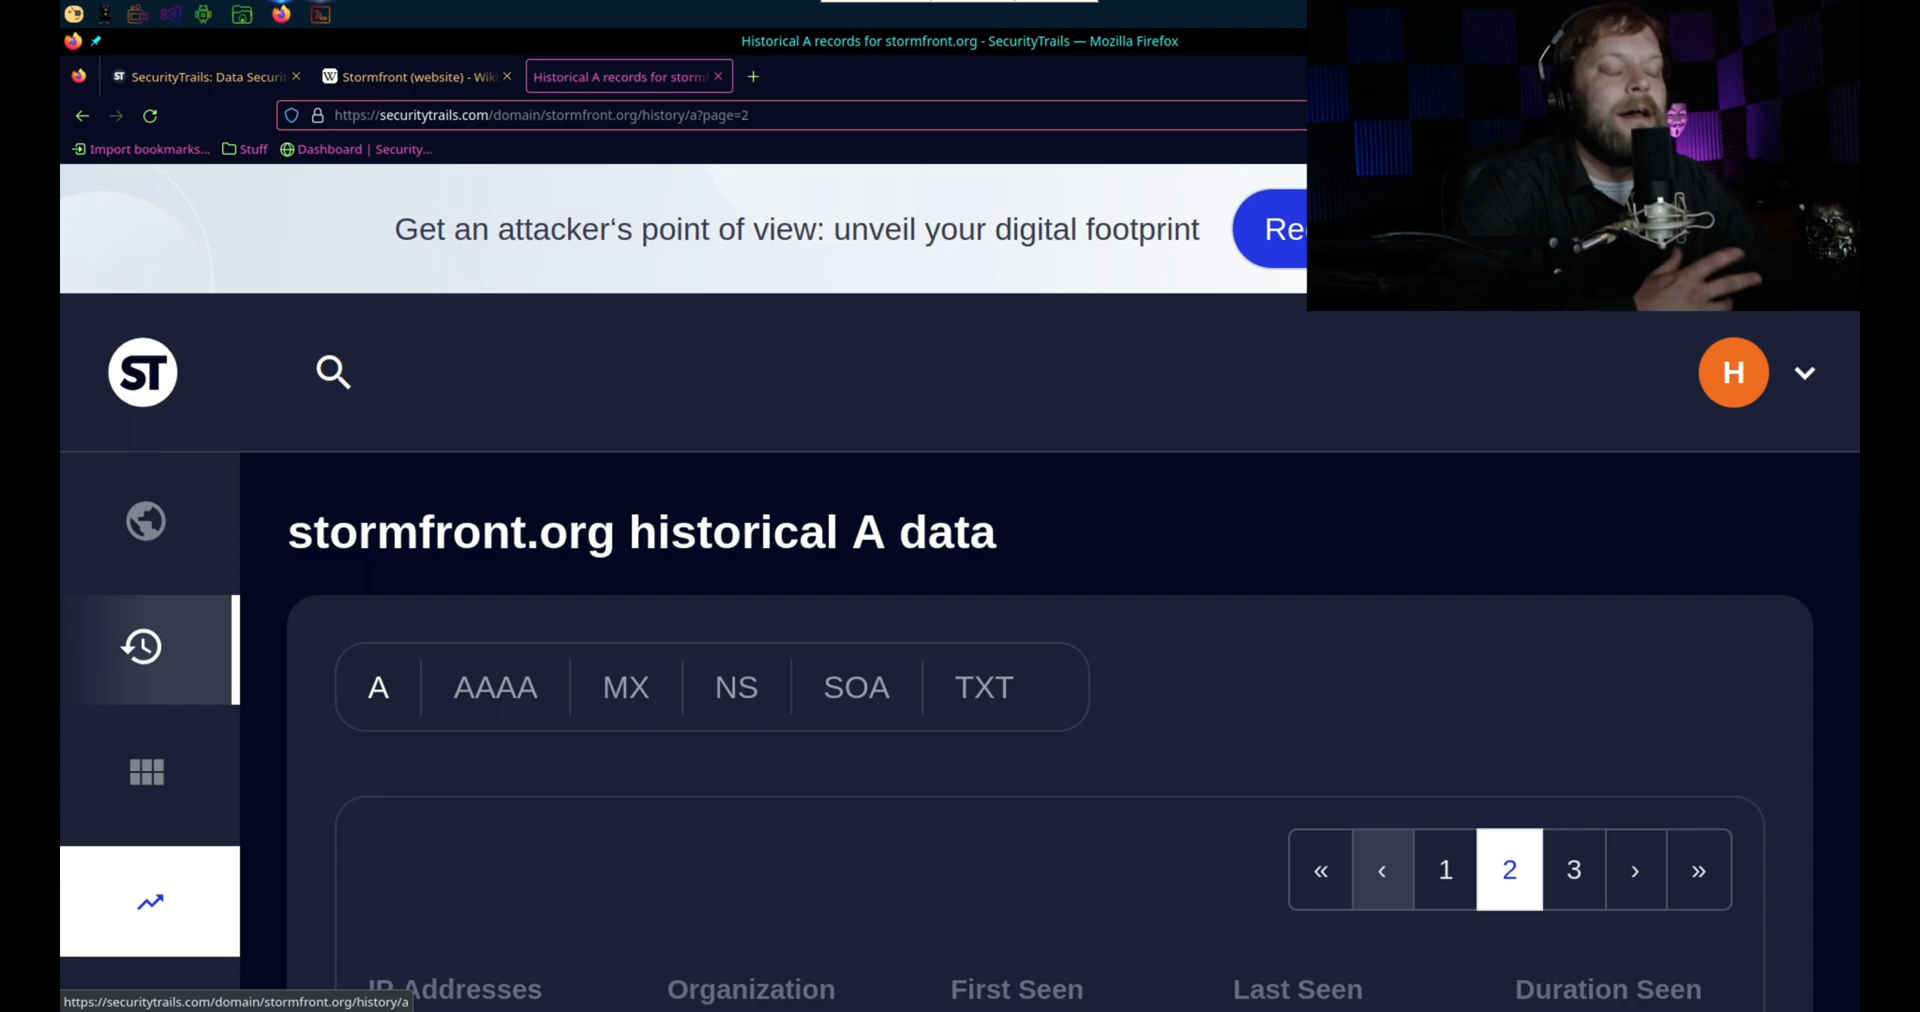 Historical A records for stormfront.org - SecurityTrails — Mozilla Firefox
SecurityTrails: Data Securit
Stormfront (website) - Wiki
Historical A records for stormf
https://securitytrails.com/domain/stormfront.org/history/a?page=2
Import bookmarks...
Stuff
Dashboard | Security...
Get an attacker‘s point of view: unveil your digital footprint
Re
ST
H
stormfront.org historical A data
A
AAAA
MX
NS
SOA
TXT
«
‹
1
2
3
›
»
IP Addresses
Organization
First Seen
Last Seen
Duration Seen
https://securitytrails.com/domain/stormfront.org/history/a